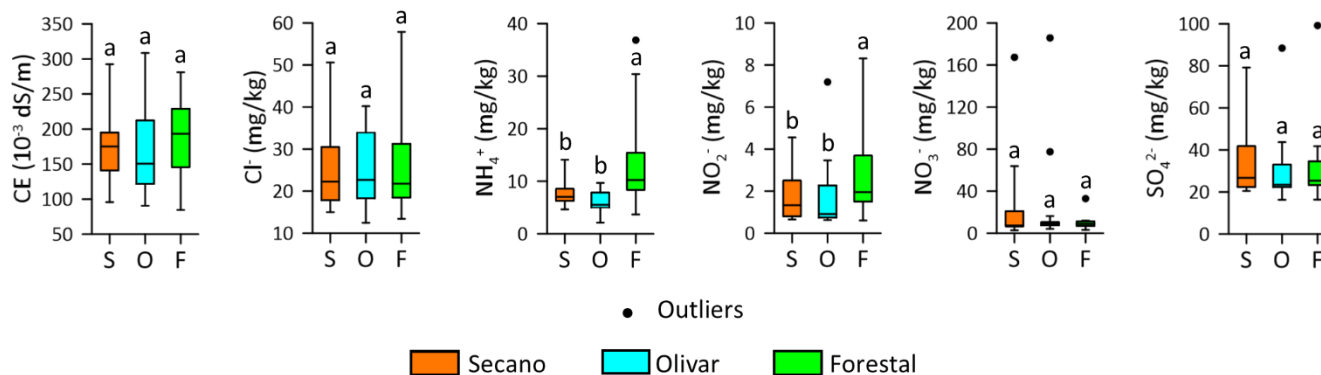 CE (10⁻³ dS/m)
350
300
250
200
150
100
50
a a a
S O F
Cl⁻ (mg/kg)
60
50
40
30
20
10
a a a
S O F
NH₄⁺ (mg/kg)
40
30
20
10
0
b b a
S O F
NO₂⁻ (mg/kg)
10
8
6
4
2
0
b b a
S O F
NO₃⁻ (mg/kg)
200
160
120
80
40
0
a a a
S O F
SO₄²⁻ (mg/kg)
100
80
60
40
20
0
a a a
S O F
Outliers
Secano Olivar Forestal